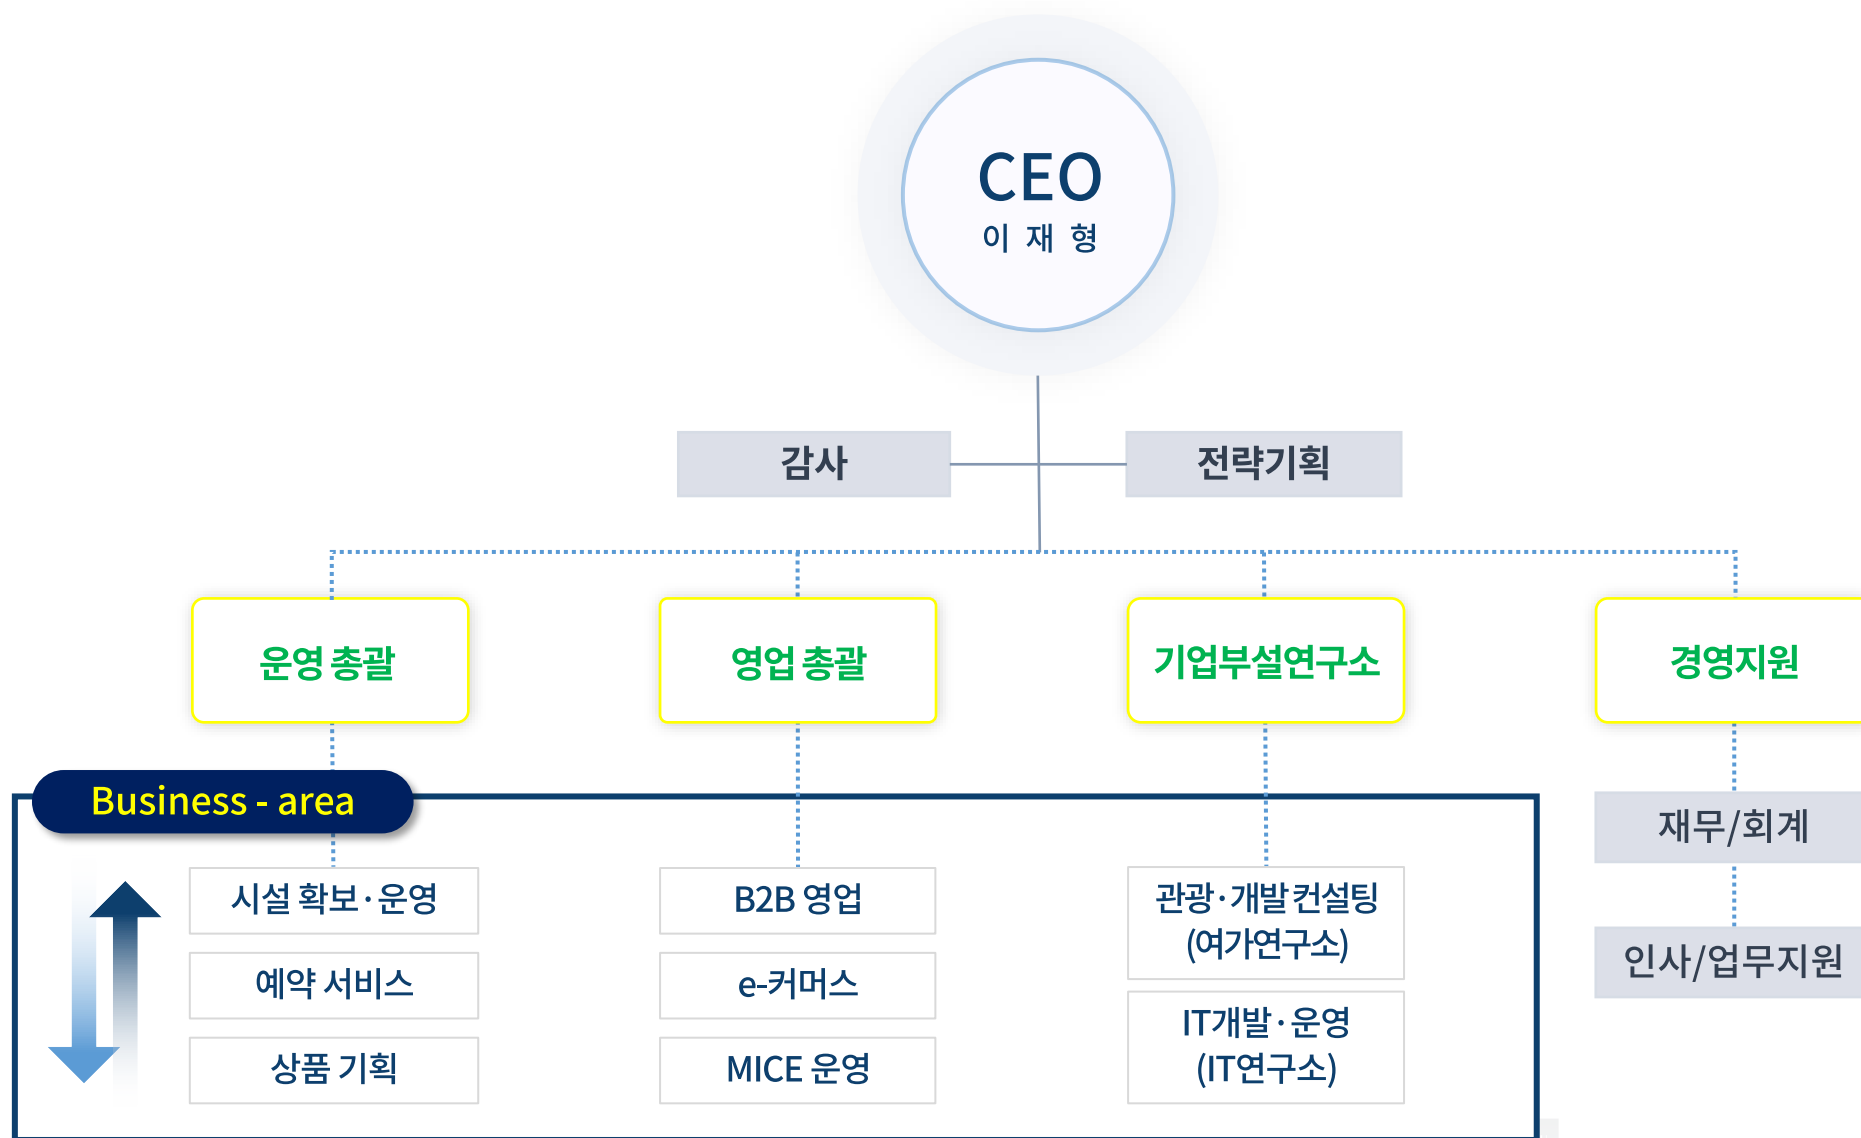 CEO
이 재 형
감사
전략기획
운영 총괄
영업 총괄
기업부설연구소
경영지원
Business - area
재무/회계
인사/업무지원
시설 확보·운영
예약 서비스
상품 기획
B2B 영업
e-커머스
MICE 운영
관광·개발 컨설팅
(여가연구소)
IT개발·운영
(IT연구소)